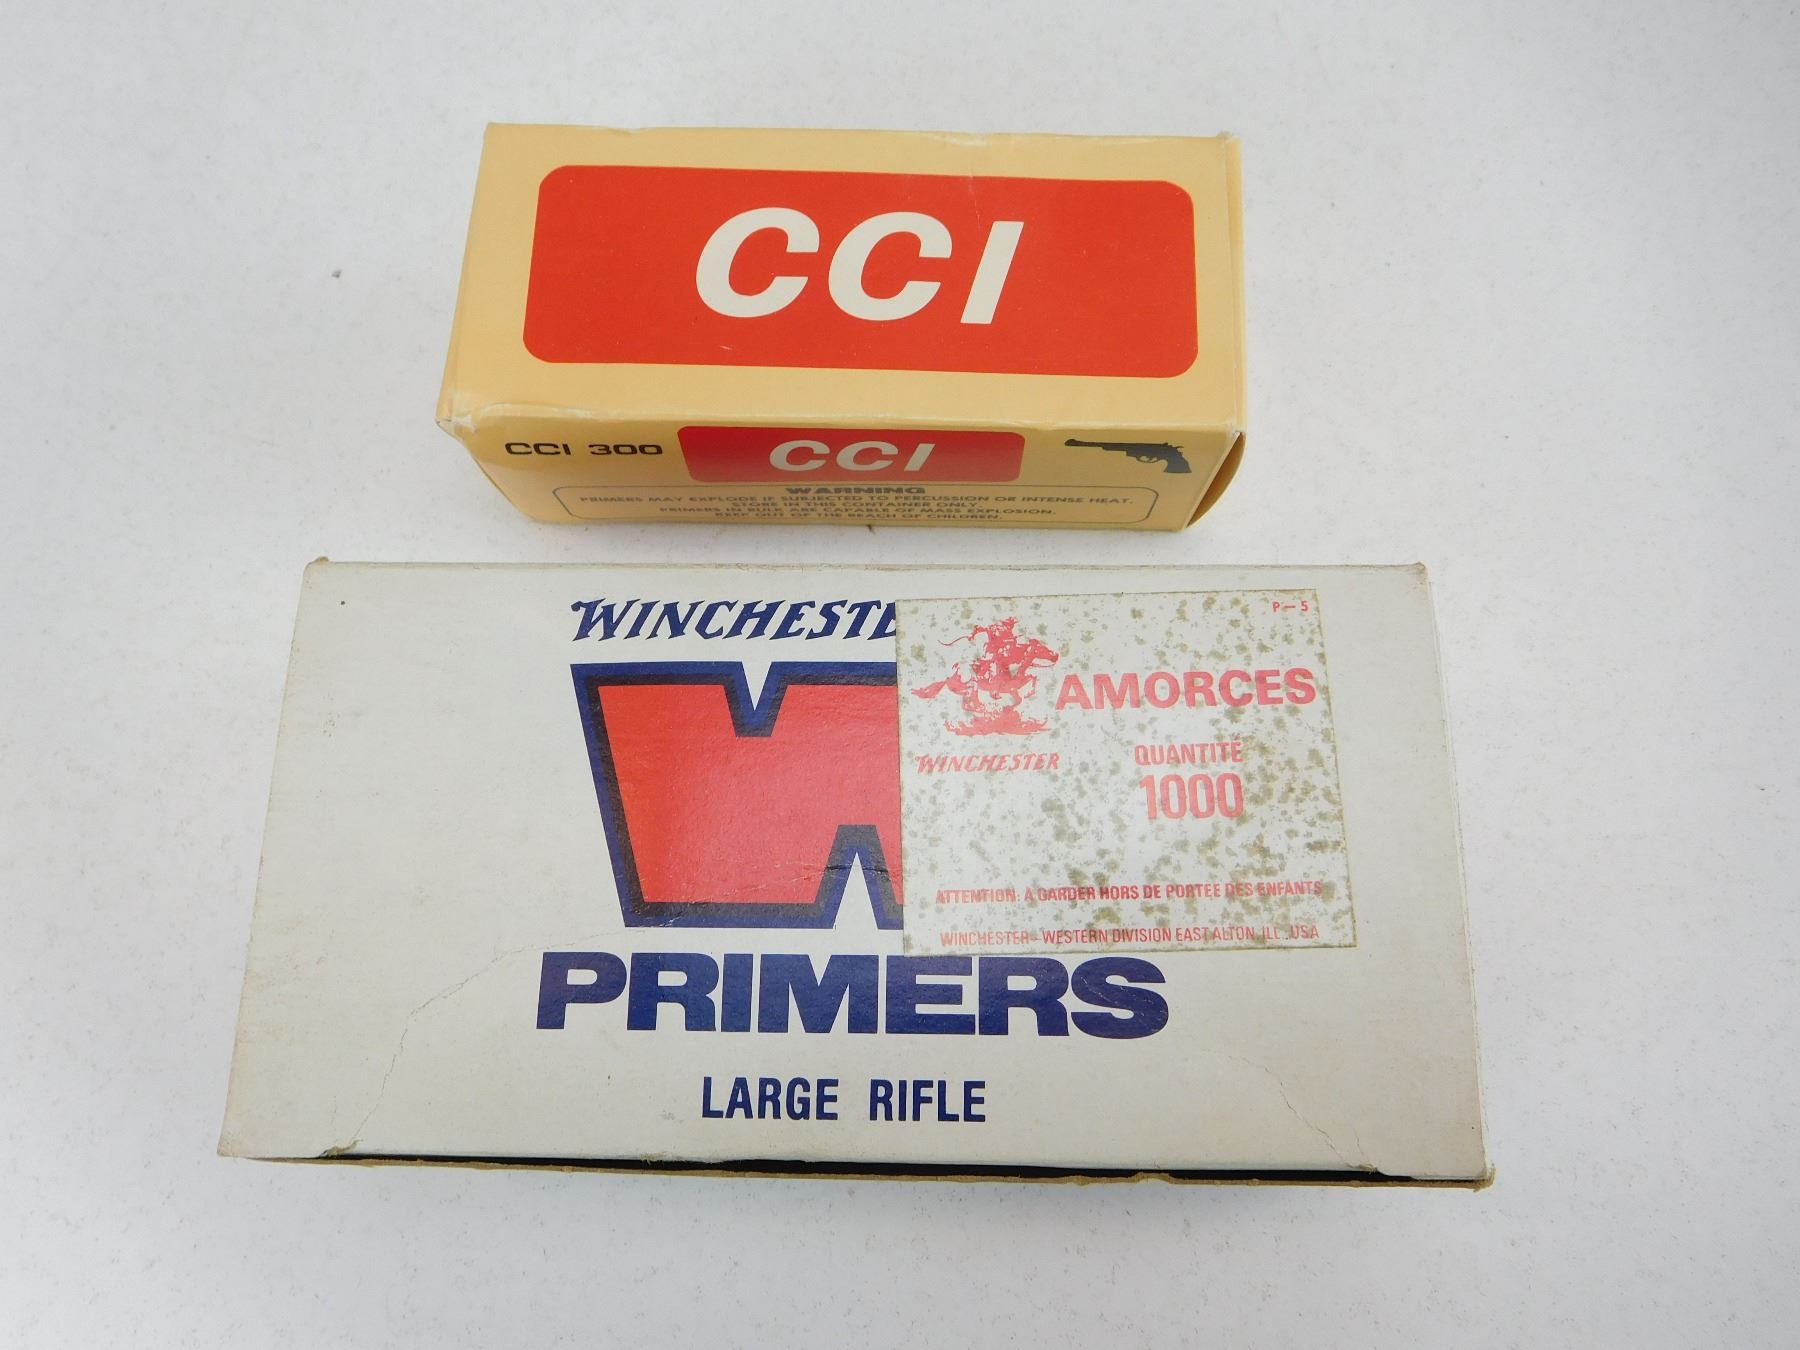 CCI
CCI 300
CCI
WARNING
PRIMERS MAY EXPLODE IF SUBJECTED TO PERCUSSION OR INTENSE HEAT.
STORE IN THIS CONTAINER ONLY.
PRIMERS IN BULK ARE CAPABLE OF MASS EXPLOSION.
KEEP OUT OF THE REACH OF CHILDREN.
WINCHESTE
P-5
AMORCES
WINCHESTER
QUANTITÉ
1000
ATTENTION: A GARDER HORS DE PORTEE DES ENFANTS
WINCHESTER-WESTERN DIVISION EAST ALTON, ILL., USA
W
PRIMERS
LARGE RIFLE